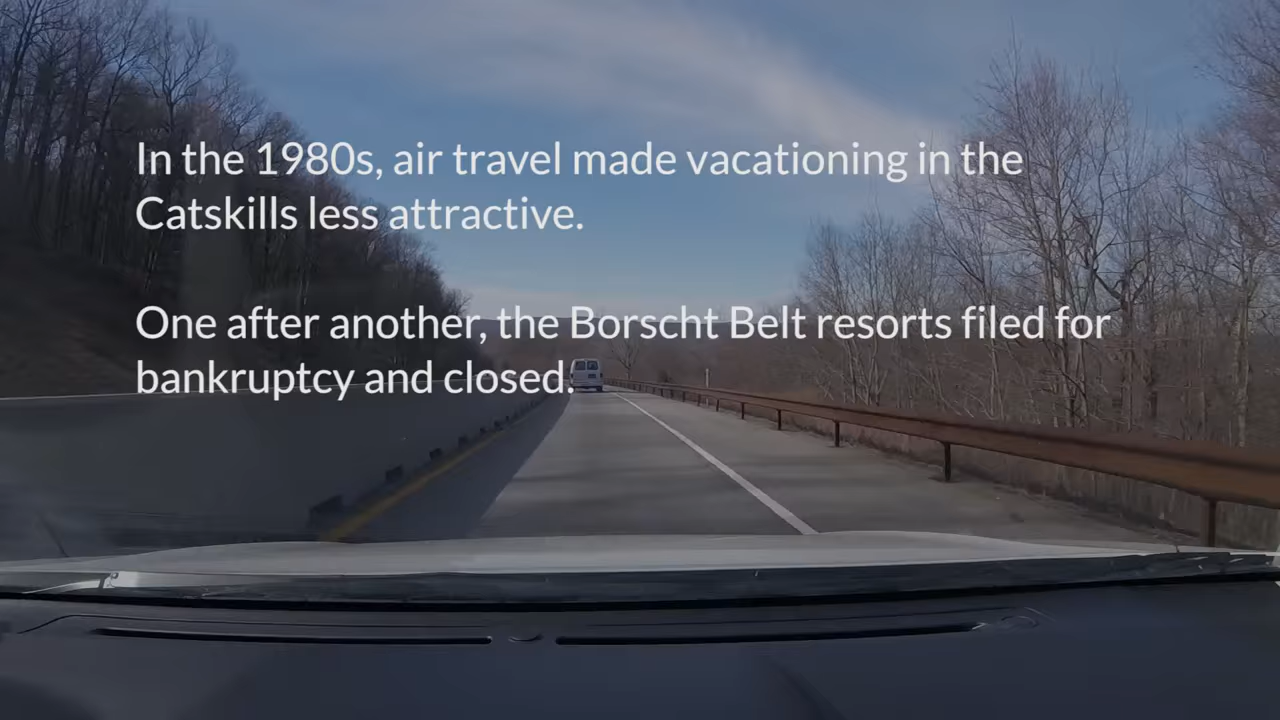 In the 1980s, air travel made vacationing in the
Catskills less attractive.
One after another, the Borscht Belt resorts filed for
bankruptcy and closed.